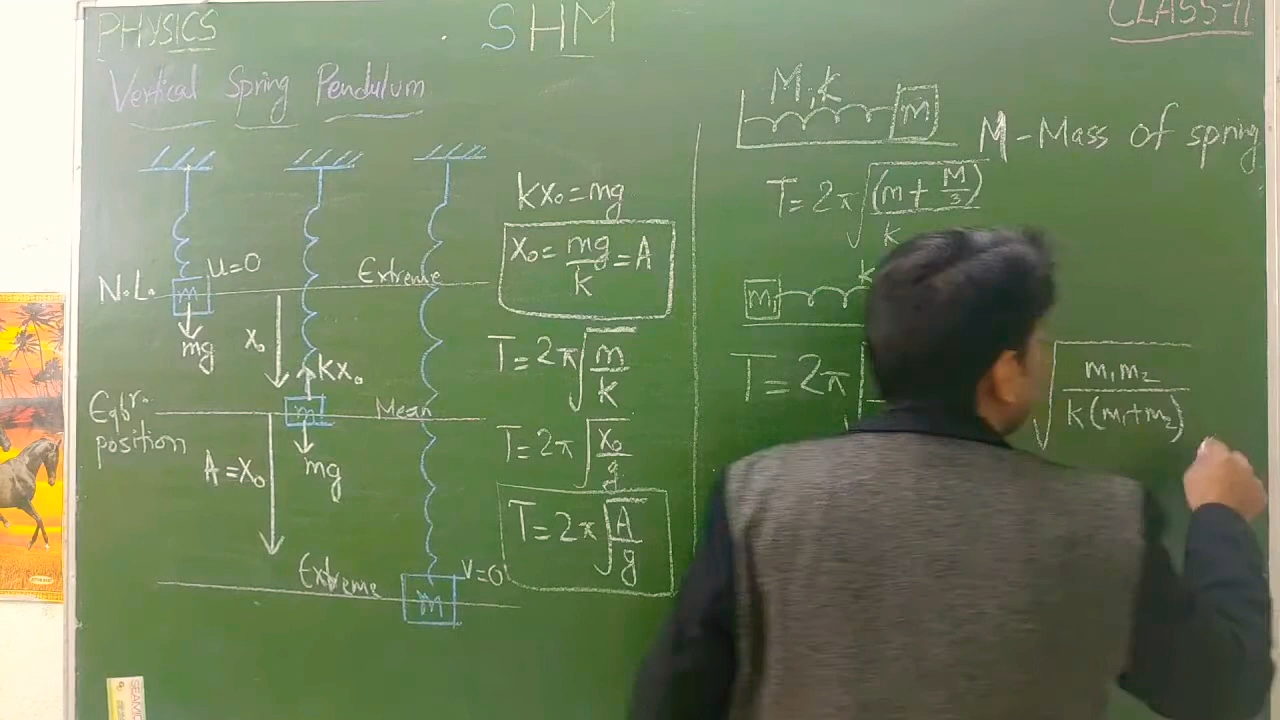 PHYSICS
SHM
CLASS-11
Vertical Spring Pendulum
N.L.
u=0
m
mg
x₀
Extreme
kx₀
m
mg
Mean
Eqbr. position
A=x₀
Extreme
m
v=0
kx₀=mg
x₀=mg/k=A
T=2π√(m/k)
T=2π√(x₀/g)
T=2π√(A/g)
M,k
m
M-Mass of spring
T=2π√((m+M/3)/k)
m₁
k
T=2π√
√(m₁m₂/k(m₁+m₂))